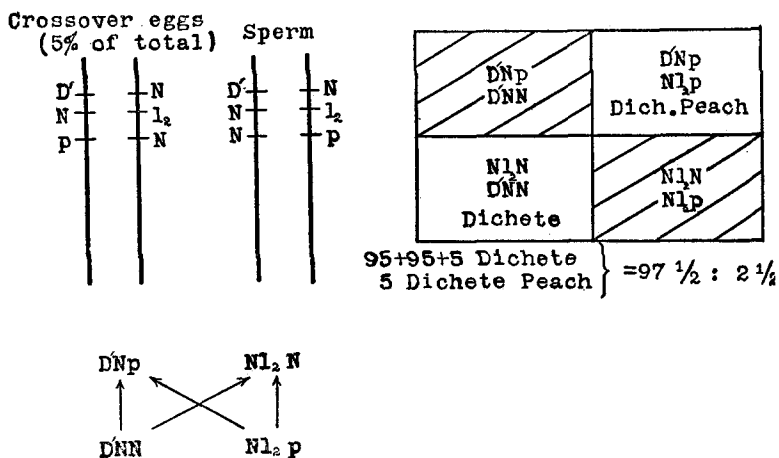 Crossover eggs
(5% of total)
Sperm
D' N
N l₂
p N
D' N
N l₂
N p
D'Np
D'NN
D'Np
Nl₂p
Dich.Peach
Nl₂N
D'NN
Dichete
Nl₂N
Nl₂p
95+95+5 Dichete
5 Dichete Peach } =97 ½ : 2 ½
D'Np Nl₂N
D'NN Nl₂p